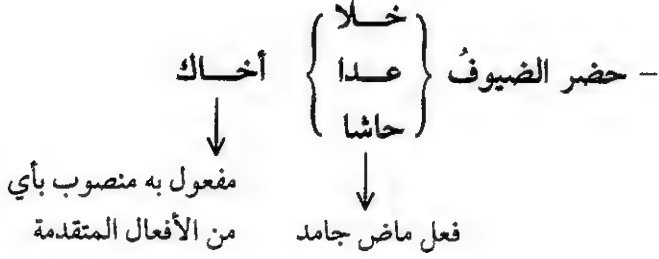 خلا
– حضر الضيوفُ { عدا } أخاك
حاشا
مفعول به منصوب بأي
فعل ماض جامد من الأفعال المتقدمة